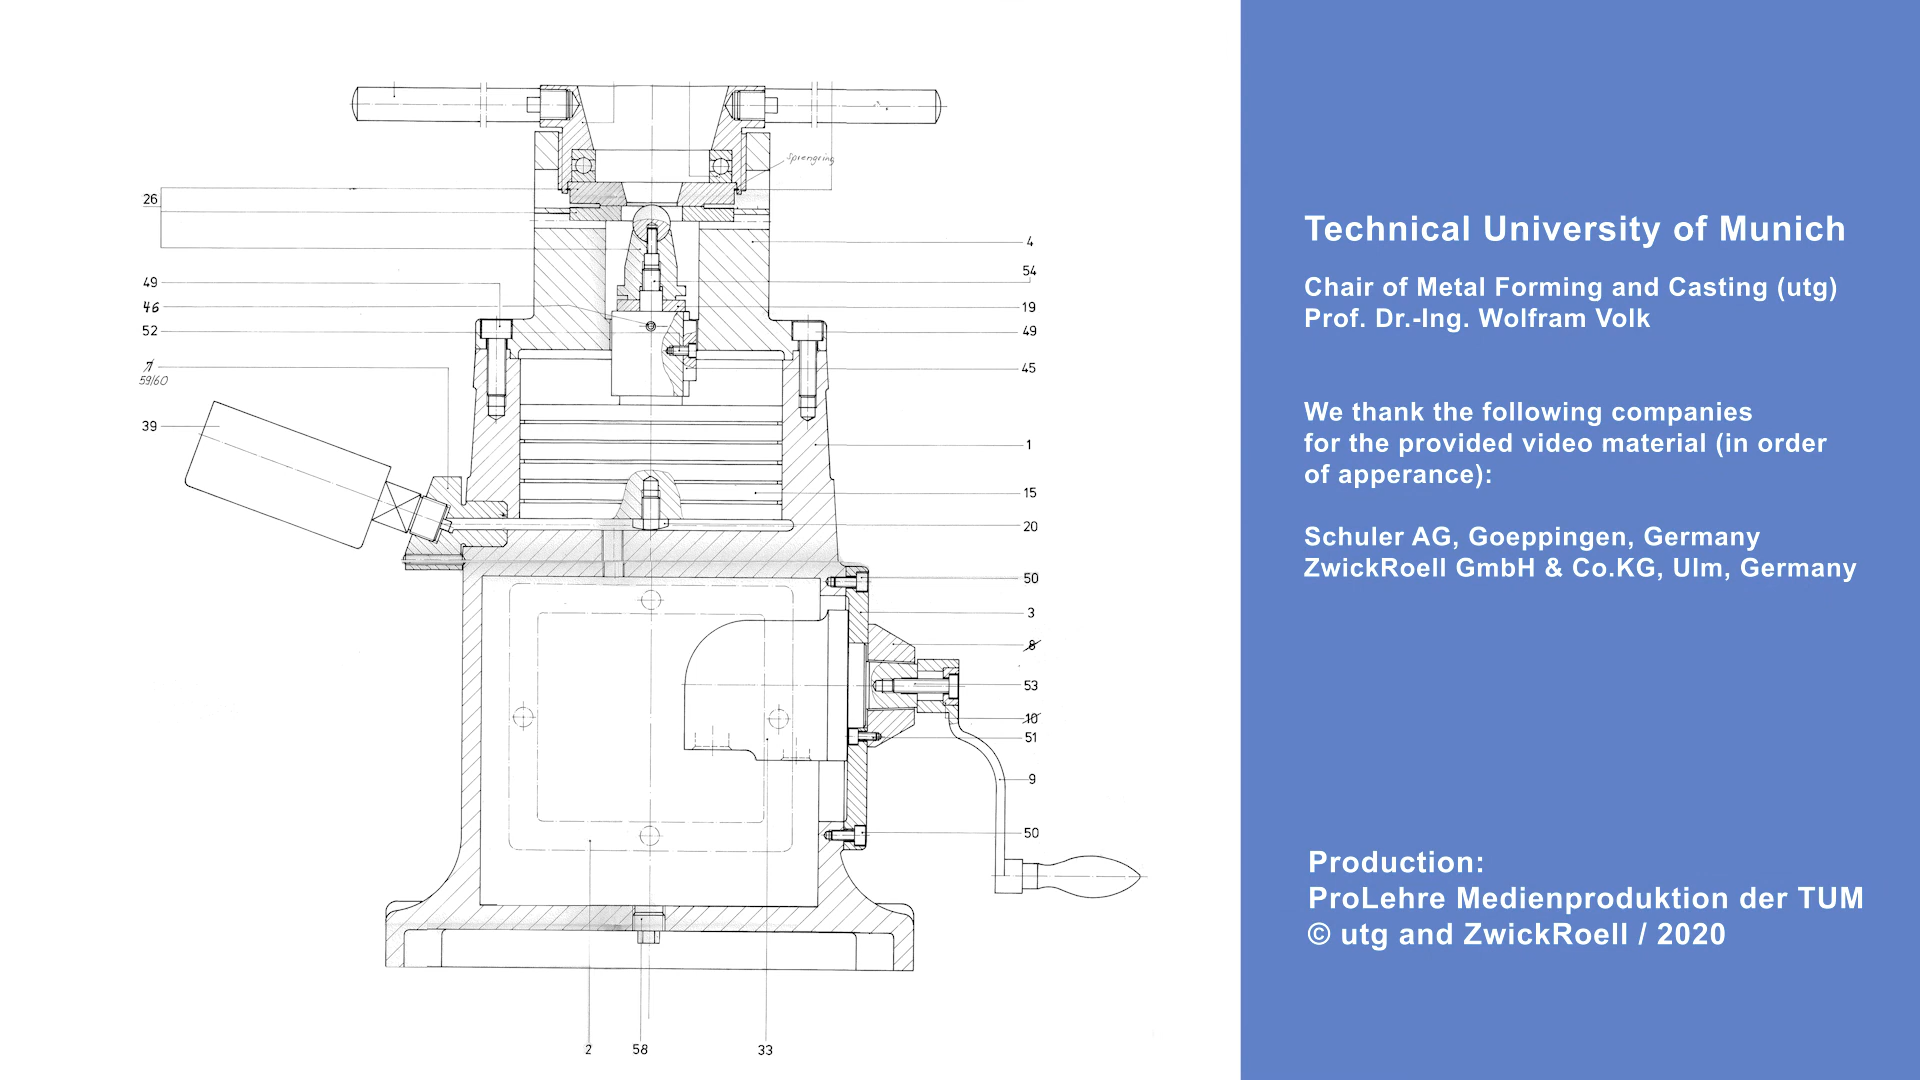 Sprengring
26
4
54
49
46
19
52
49
7
59/60
45
39
1
15
20
50
3
8
53
10
51
9
50
2
58
33
Technical University of Munich
Chair of Metal Forming and Casting (utg)
Prof. Dr.-Ing. Wolfram Volk
We thank the following companies
for the provided video material (in order
of apperance):
Schuler AG, Goeppingen, Germany
ZwickRoell GmbH & Co.KG, Ulm, Germany
Production:
ProLehre Medienproduktion der TUM
© utg and ZwickRoell / 2020